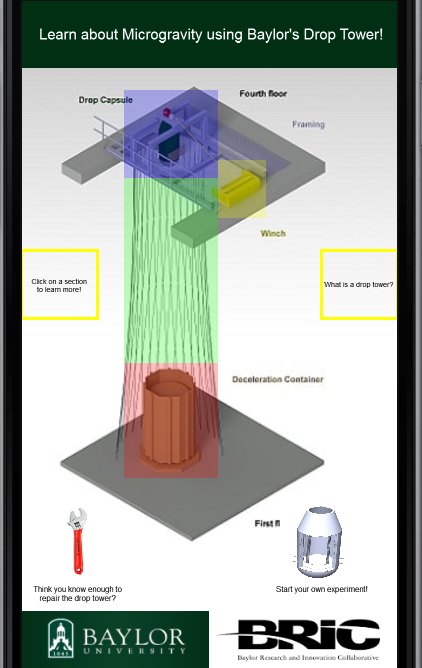 Learn about Microgravity using Baylor's Drop Tower!
Drop Capsule
Fourth floor
Framing
Winch
Click on a section
to learn more!
What is a drop tower?
Deceleration Container
First fl
Think you know enough to
repair the drop tower?
Start your own experiment!
1845
BAYLOR
UNIVERSITY
BRIC
Baylor Research and Innovation Collaborative